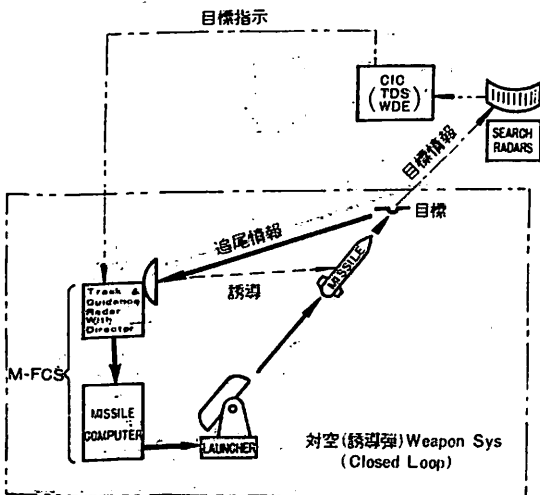 目標指示
CIC
(TDS
WDE)
SEARCH
RADARS
目標情報
目標
追尾情報
MISSILE
誘導
Track &
Guidance
Radar
With
Director
M-FCS
MISSILE
COMPUTER
LAUNCHER
対空(誘導弾)Weapon Sys
(Closed Loop)